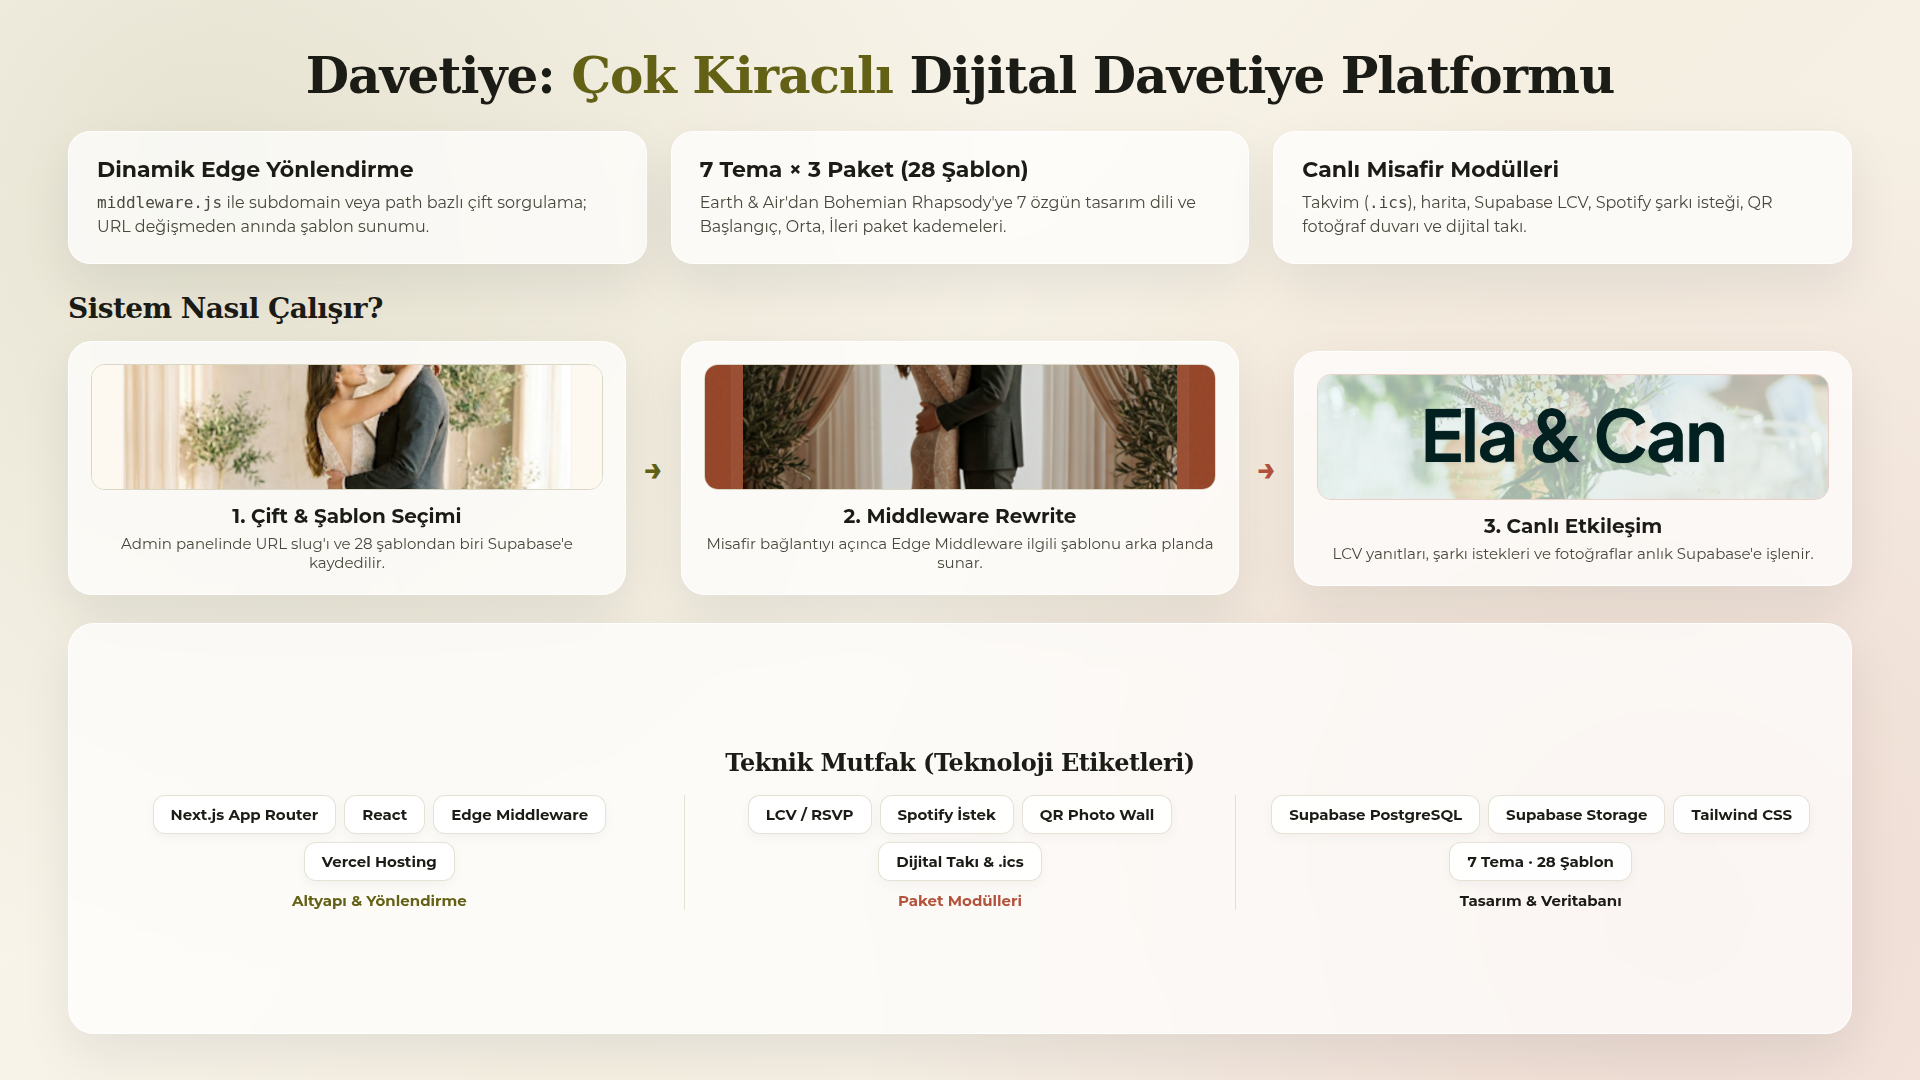 Davetiye: Çok Kiracılı Dijital Davetiye Platformu
Dinamik Edge Yönlendirme
middleware.js ile subdomain veya path bazlı çift sorgulama;
URL değişmeden anında şablon sunumu.
7 Tema × 3 Paket (28 Şablon)
Earth & Air'dan Bohemian Rhapsody'ye 7 özgün tasarım dili ve
Başlangıç, Orta, İleri paket kademeleri.
Canlı Misafir Modülleri
Takvim (.ics), harita, Supabase LCV, Spotify şarkı isteği, QR
fotoğraf duvarı ve dijital takı.
Sistem Nasıl Çalışır?
1. Çift & Şablon Seçimi
Admin panelinde URL slug'ı ve 28 şablondan biri Supabase'e
kaydedilir.
➔
2. Middleware Rewrite
Misafir bağlantıyı açınca Edge Middleware ilgili şablonu arka planda
sunar.
➔
Ela & Can
3. Canlı Etkileşim
LCV yanıtları, şarkı istekleri ve fotoğraflar anlık Supabase'e işlenir.
Teknik Mutfak (Teknoloji Etiketleri)
Next.js App Router
React
Edge Middleware
Vercel Hosting
Altyapı & Yönlendirme
LCV / RSVP
Spotify İstek
QR Photo Wall
Dijital Takı & .ics
Paket Modülleri
Supabase PostgreSQL
Supabase Storage
Tailwind CSS
7 Tema · 28 Şablon
Tasarım & Veritabanı